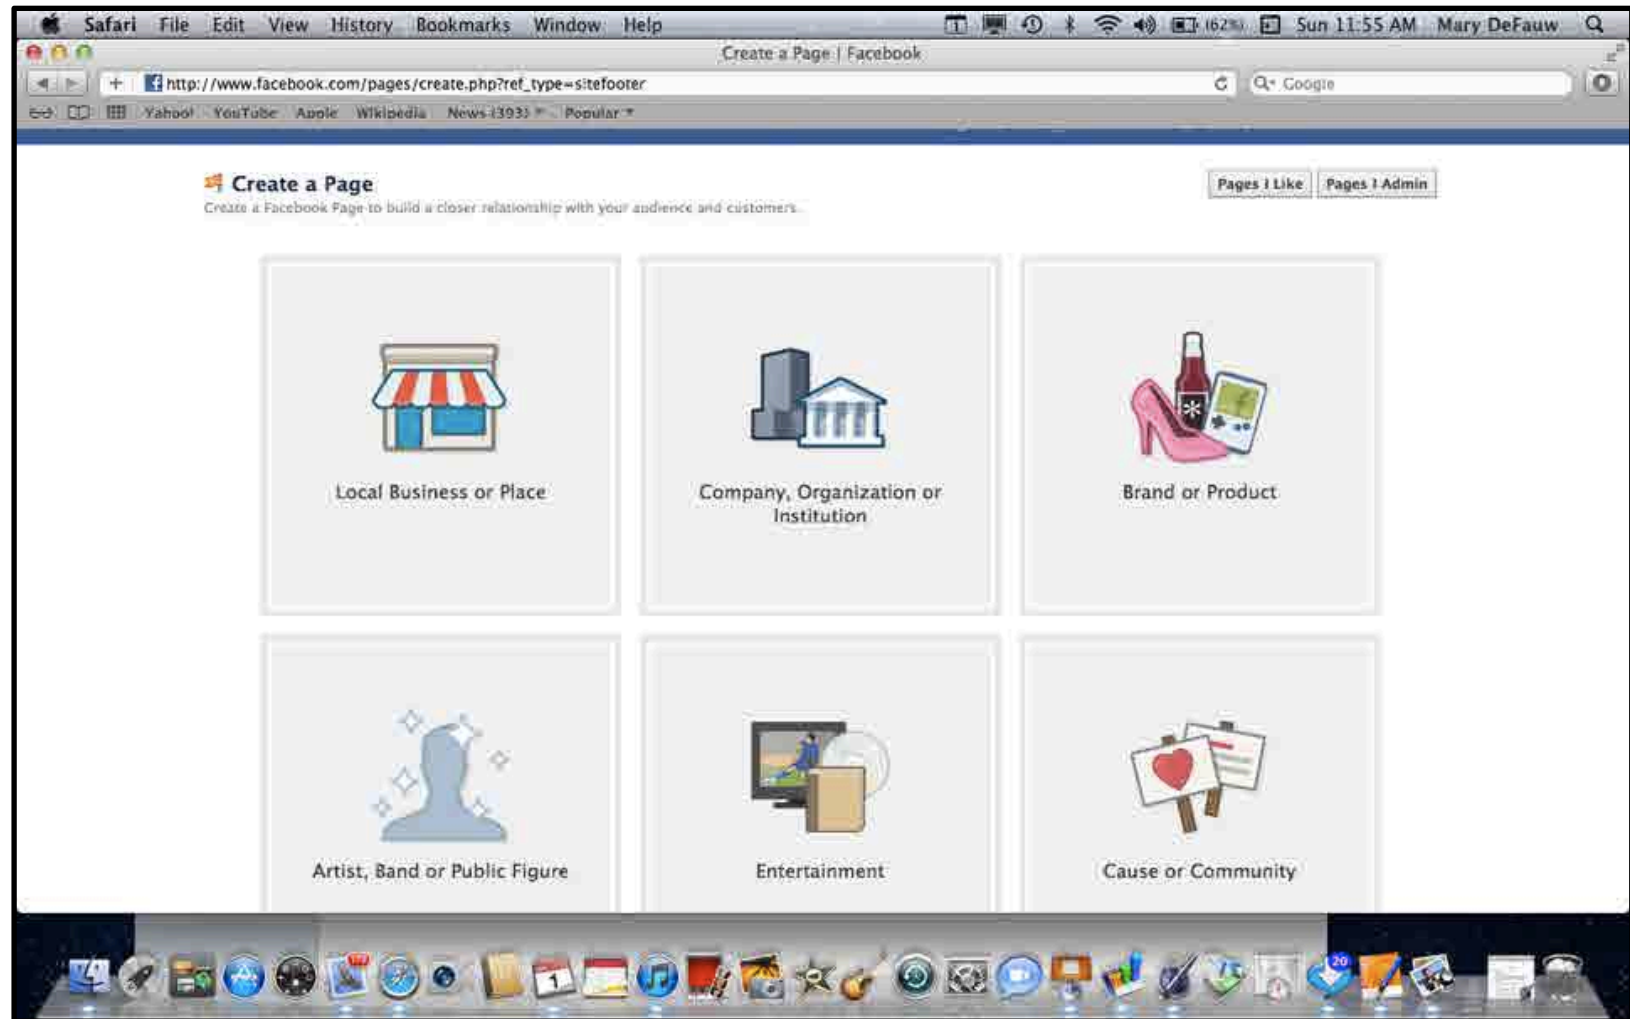 Safari File Edit View History Bookmarks Window Help 1 (62%) Sun 11:55 AM Mary DeFauw
Create a Page | Facebook
+ http://www.facebook.com/pages/create.php?ref_type=sitefooter Google
Yahoo! YouTube Apple Wikipedia News (393) Popular
Create a Page Pages I Like Pages I Admin
Create a Facebook Page to build a closer relationship with your audience and customers.
Local Business or Place
Company, Organization or
Institution
Brand or Product
Artist, Band or Public Figure
Entertainment
Cause or Community
1
20